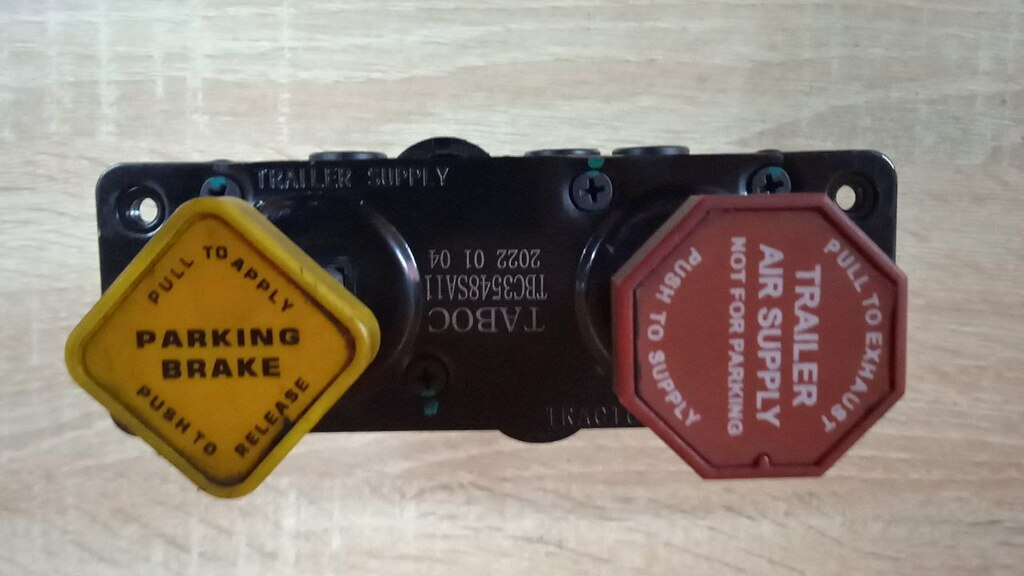 TRAILER SUPPLY
PULL TO APPLY
PARKING
BRAKE
PUSH TO RELEASE
TABOC
TBC3548SA11
2022 01 04
PULL TO EXHAUST
TRAILER
AIR SUPPLY
NOT FOR PARKING
PUSH TO SUPPLY